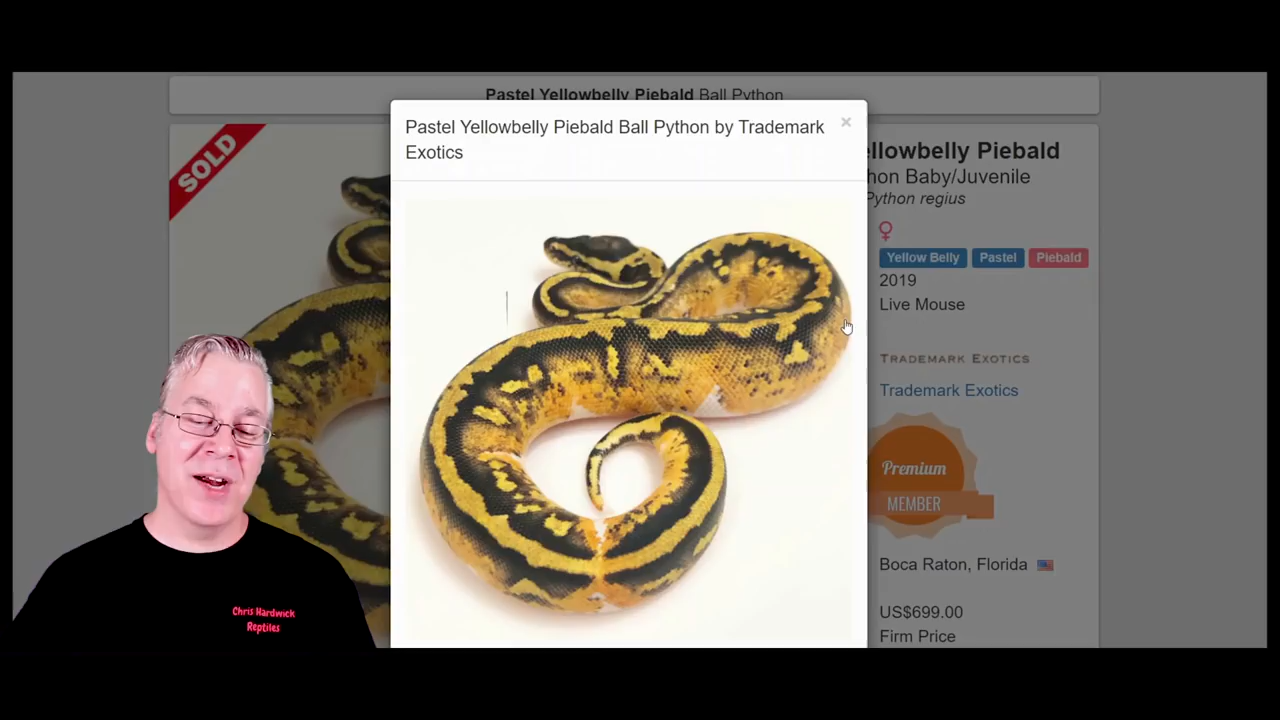 Pastel Yellowbelly Piebald Ball Python
SOLD
Pastel Yellowbelly Piebald Ball Python by Trademark
Exotics
×
ellowbelly Piebald
hon Baby/Juvenile
Python regius
♀
Yellow Belly Pastel Piebald
2019
Live Mouse
TRADEMARK EXOTICS
Trademark Exotics
Premium
MEMBER
Boca Raton, Florida
US$699.00
Firm Price
Chris Hardwick
Reptiles